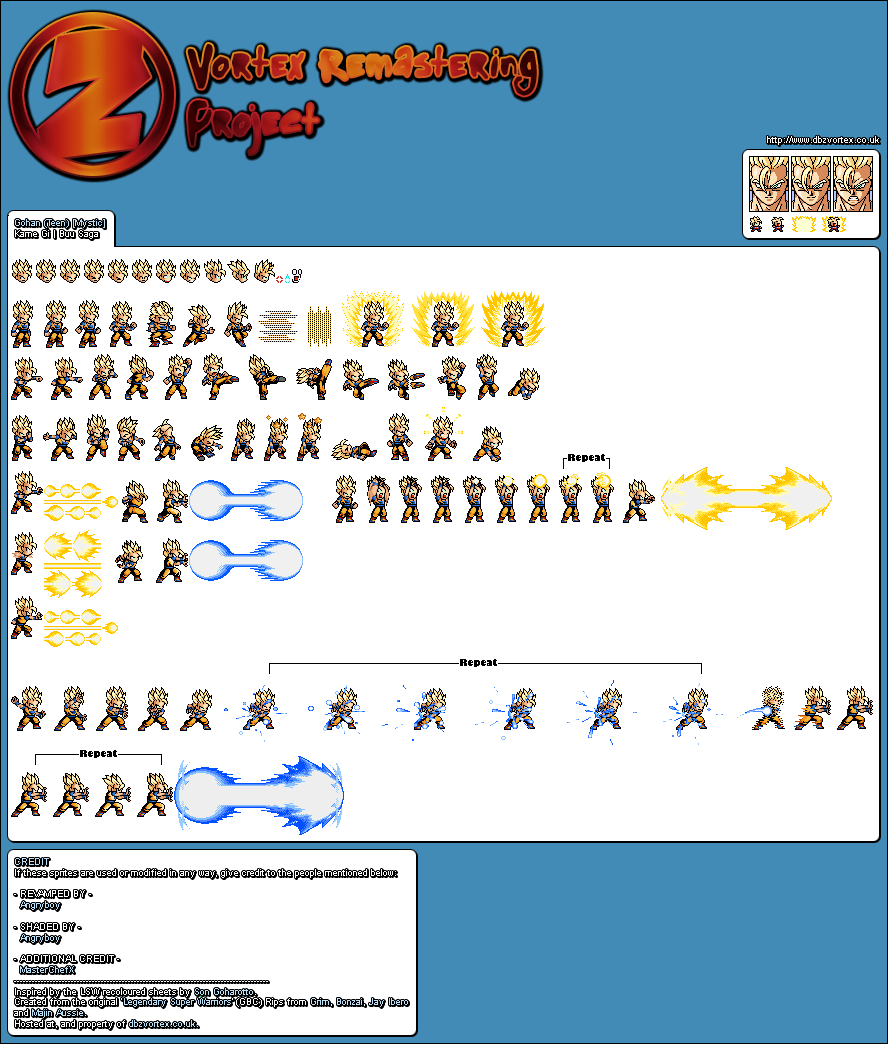 Z
Vortex Remastering
Project
http://www.dbzvortex.co.uk
Gohan (Teen) [Mystic]
Kame Gi | Buu Saga
Repeat
Repeat
Repeat
CREDIT
If these sprites are used or modified in any way, give credit to the people mentioned below:
- REVAMPED BY -
Angryboy
- SHADED BY -
Angryboy
- ADDITIONAL CREDIT -
MasterChefX
Inspired by the LSW recoloured sheets by Son Goharotto.
Created from the original 'Legendary Super Warriors' (GBC) Rips from Grim, Bonzai, Jay Ibero
and Majin Aussie.
Hosted at, and property of dbzvortex.co.uk.